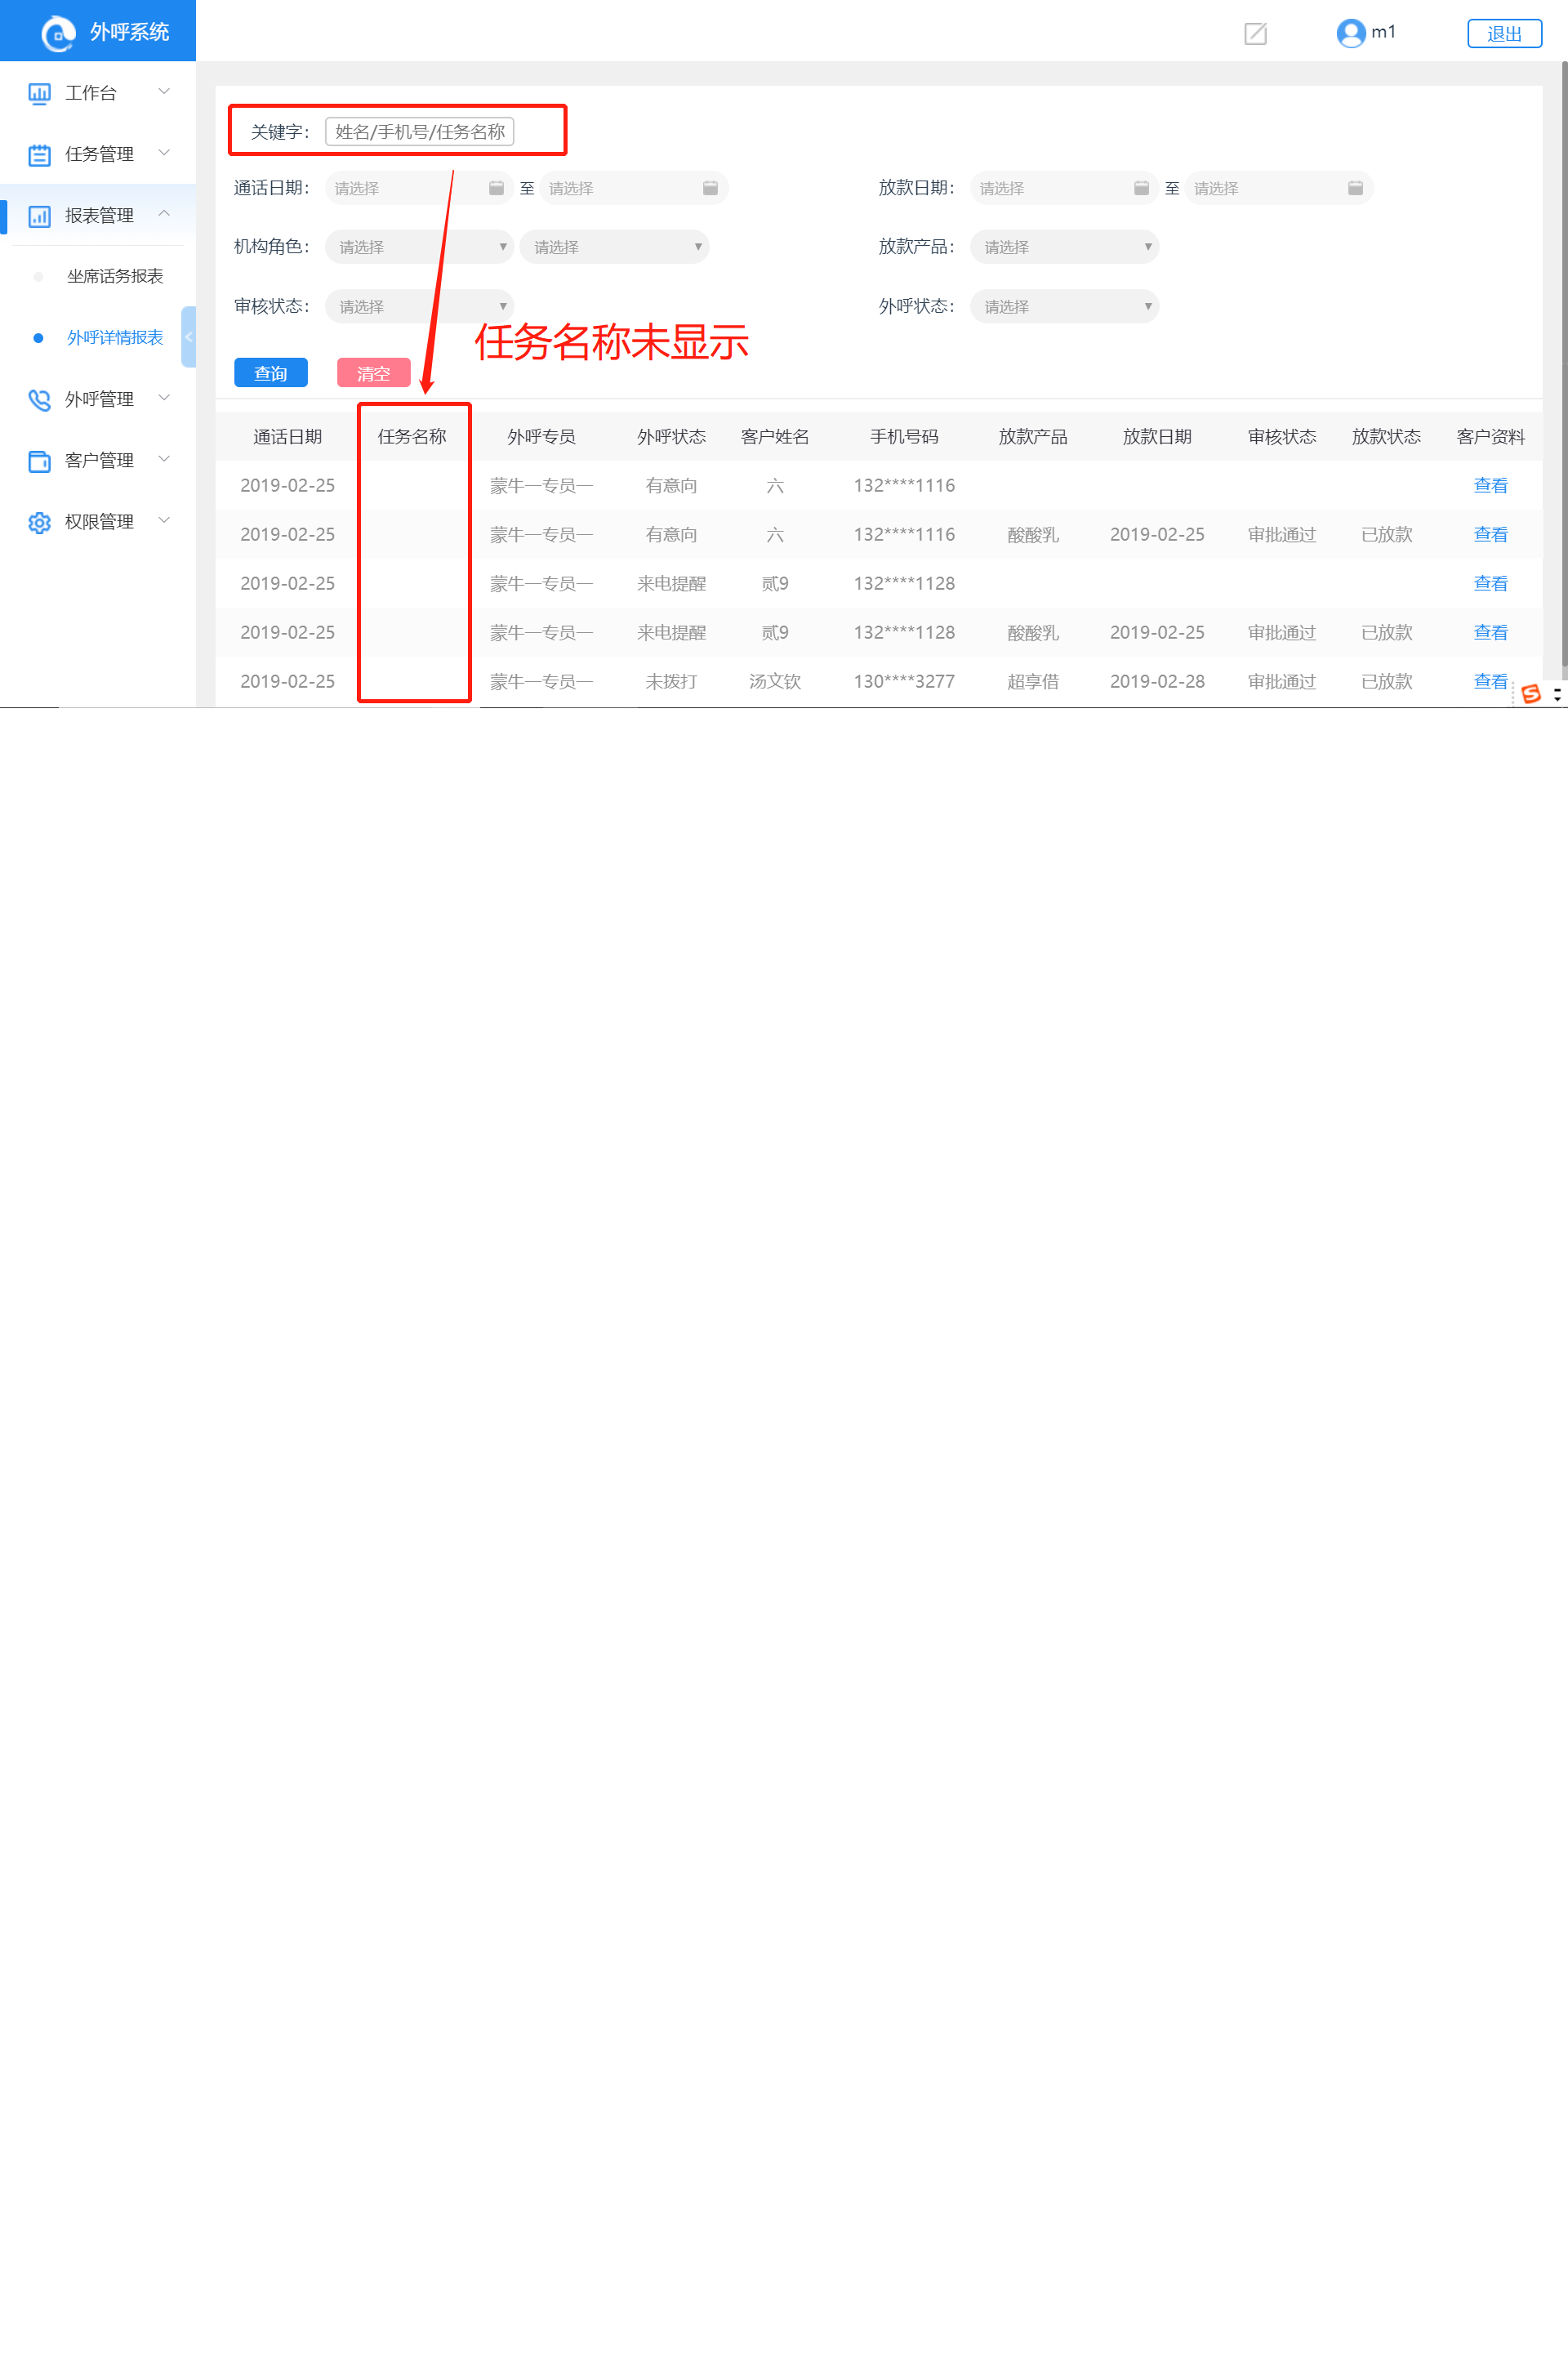 外呼系统
m1
退出
工作台
任务管理
报表管理
坐席话务报表
外呼详情报表
外呼管理
客户管理
权限管理
关键字： 姓名/手机号/任务名称
通话日期： 请选择 至 请选择 放款日期： 请选择 至 请选择
机构角色： 请选择 请选择 放款产品： 请选择
审核状态： 请选择 外呼状态： 请选择
任务名称未显示
查询 清空
通话日期 任务名称 外呼专员 外呼状态 客户姓名 手机号码 放款产品 放款日期 审核状态 放款状态 客户资料
2019-02-25 蒙牛一专员一 有意向 六 132****1116 查看
2019-02-25 蒙牛一专员一 有意向 六 132****1116 酸酸乳 2019-02-25 审批通过 已放款 查看
2019-02-25 蒙牛一专员一 来电提醒 贰9 132****1128 查看
2019-02-25 蒙牛一专员一 来电提醒 贰9 132****1128 酸酸乳 2019-02-25 审批通过 已放款 查看
2019-02-25 蒙牛一专员一 未拨打 汤文钦 130****3277 超享借 2019-02-28 审批通过 已放款 查看